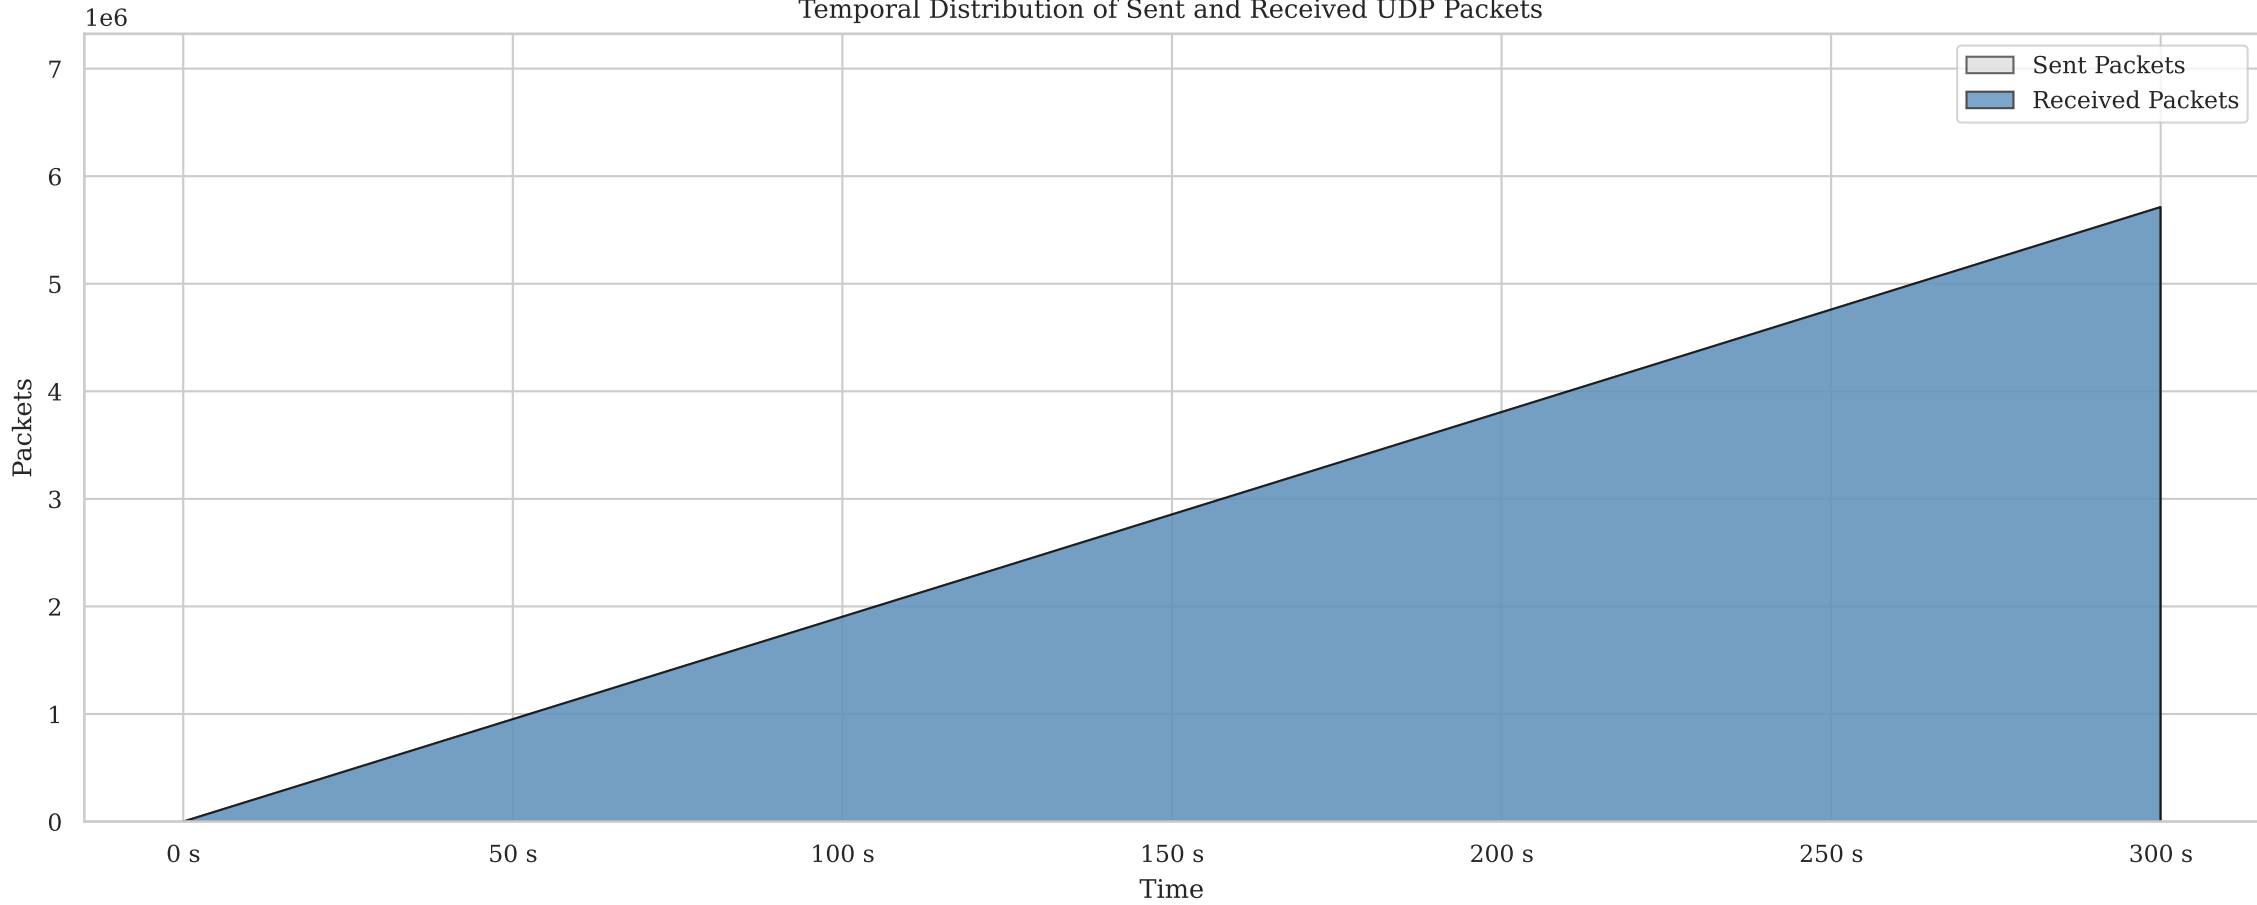 Temporal Distribution of Sent and Received UDP Packets
1e6
7
6
5
4
3
2
1
0
Packets
Sent Packets
Received Packets
0 s
50 s
100 s
150 s
200 s
250 s
300 s
Time